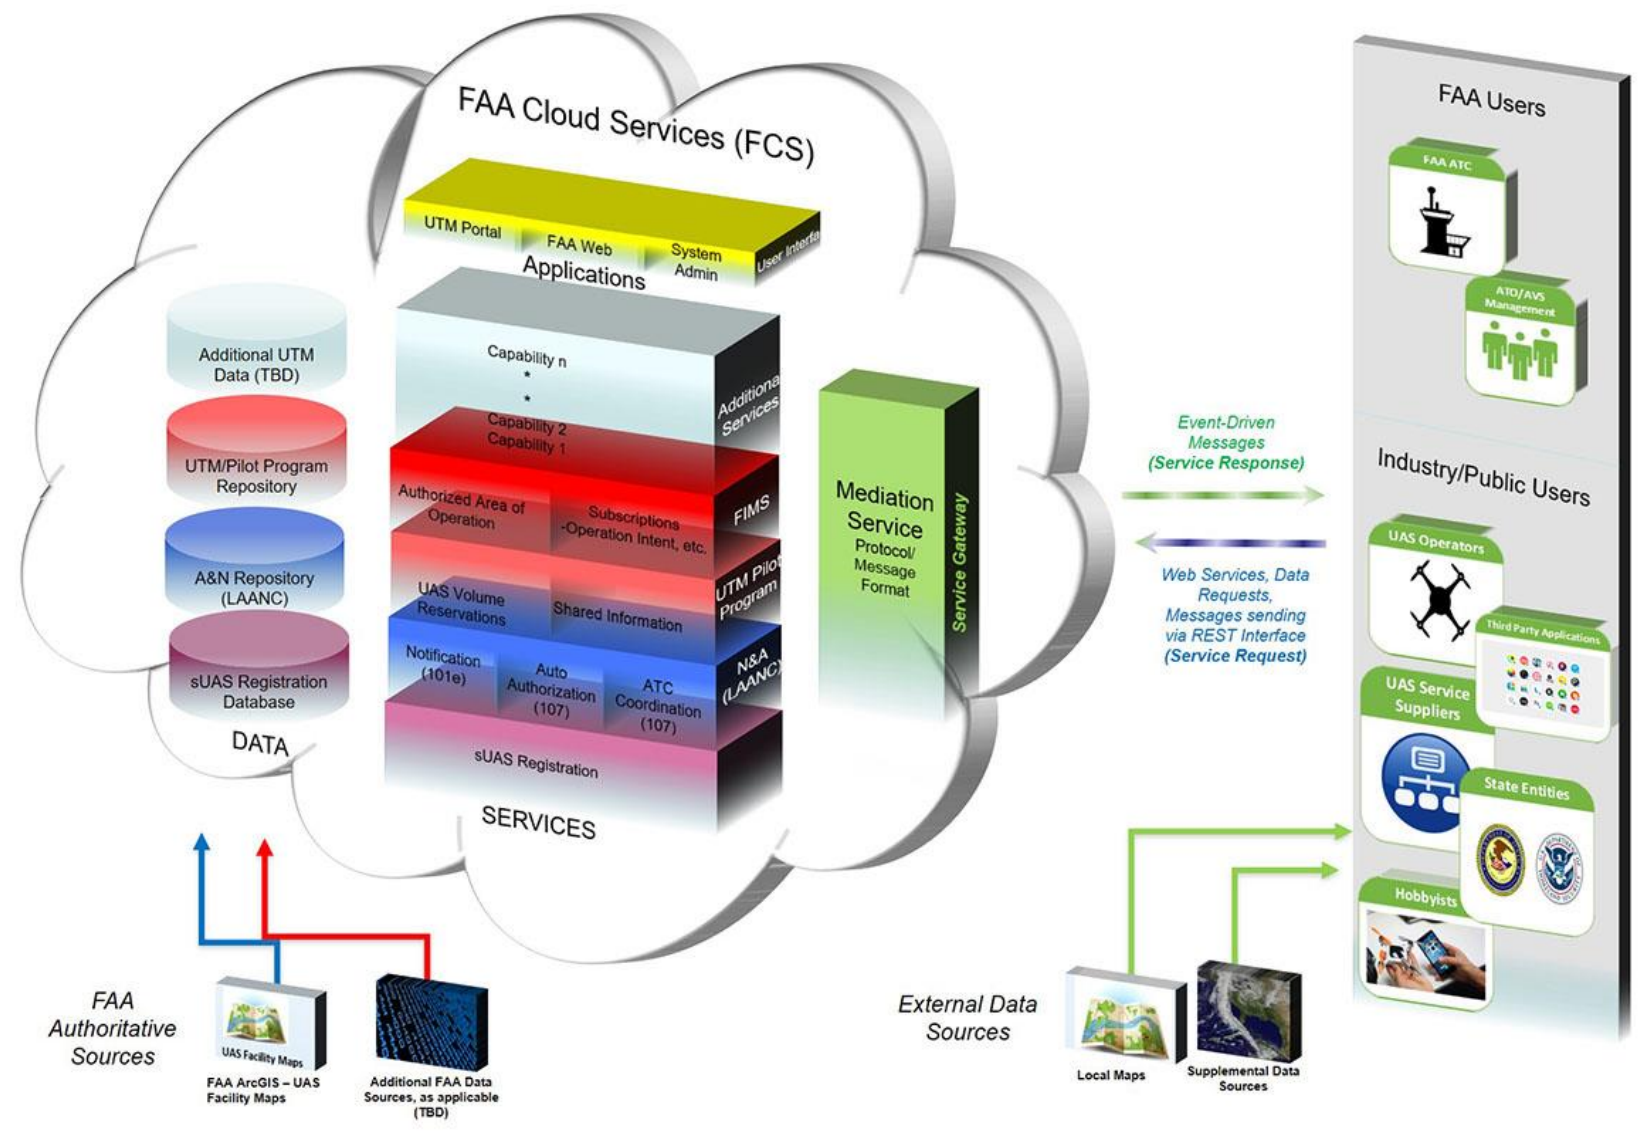 FAA Cloud Services (FCS)
UTM Portal
FAA Web
System
Admin
User Interfa
Applications
Additional UTM
Data (TBD)
UTM/Pilot Program
Repository
A&N Repository
(LAANC)
sUAS Registration
Database
DATA
Capability n
*
*
Capability 2
Capability 1
Additional
Services
Authorized Area of
Operation
Subscriptions
-Operation Intent, etc.
FIMS
UAS Volume
Reservations
Shared Information
UTM Pilot
Program
Notification
(101e)
Auto
Authorization
(107)
ATC
Coordination
(107)
N&A
(LAANC)
sUAS Registration
SERVICES
Mediation
Service
Protocol/
Message
Format
Service Gateway
Event-Driven
Messages
(Service Response)
Web Services, Data
Requests,
Messages sending
via REST Interface
(Service Request)
FAA Users
FAA ATC
ATO/AVS
Management
Industry/Public Users
UAS Operators
Third Party Applications
UAS Service
Suppliers
State Entities
Hobbyists
FAA
Authoritative
Sources
UAS Facility Maps
FAA ArcGIS – UAS
Facility Maps
Additional FAA Data
Sources, as applicable
(TBD)
External Data
Sources
Local Maps
Supplemental Data
Sources